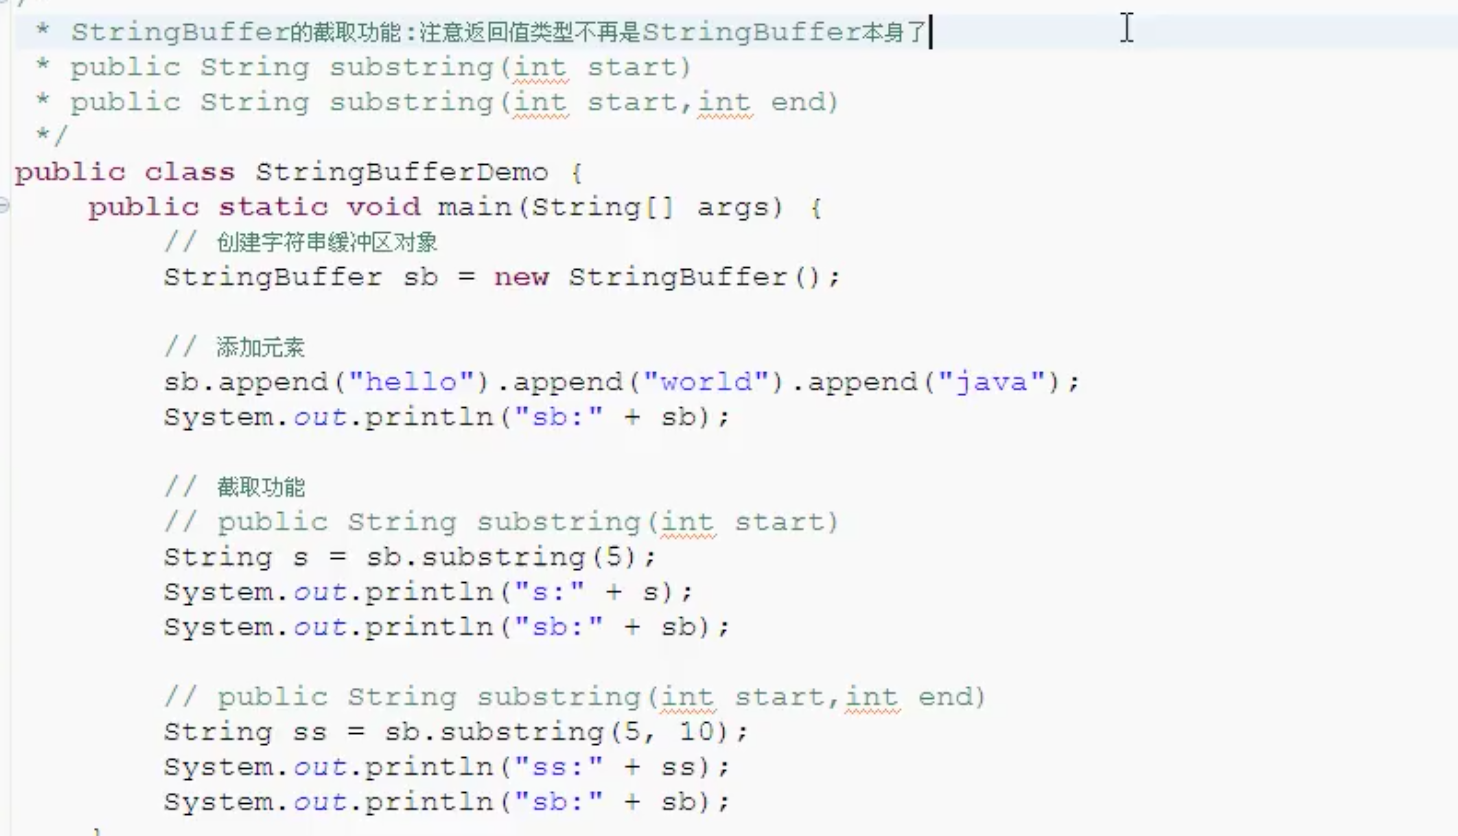 /*
* StringBuffer的截取功能:注意返回值类型不再是StringBuffer本身了
* public String substring(int start)
* public String substring(int start,int end)
*/
public class StringBufferDemo {
public static void main(String[] args) {
// 创建字符串缓冲区对象
StringBuffer sb = new StringBuffer();
// 添加元素
sb.append("hello").append("world").append("java");
System.out.println("sb:" + sb);
// 截取功能
// public String substring(int start)
String s = sb.substring(5);
System.out.println("s:" + s);
System.out.println("sb:" + sb);
// public String substring(int start,int end)
String ss = sb.substring(5, 10);
System.out.println("ss:" + ss);
System.out.println("sb:" + sb);
}